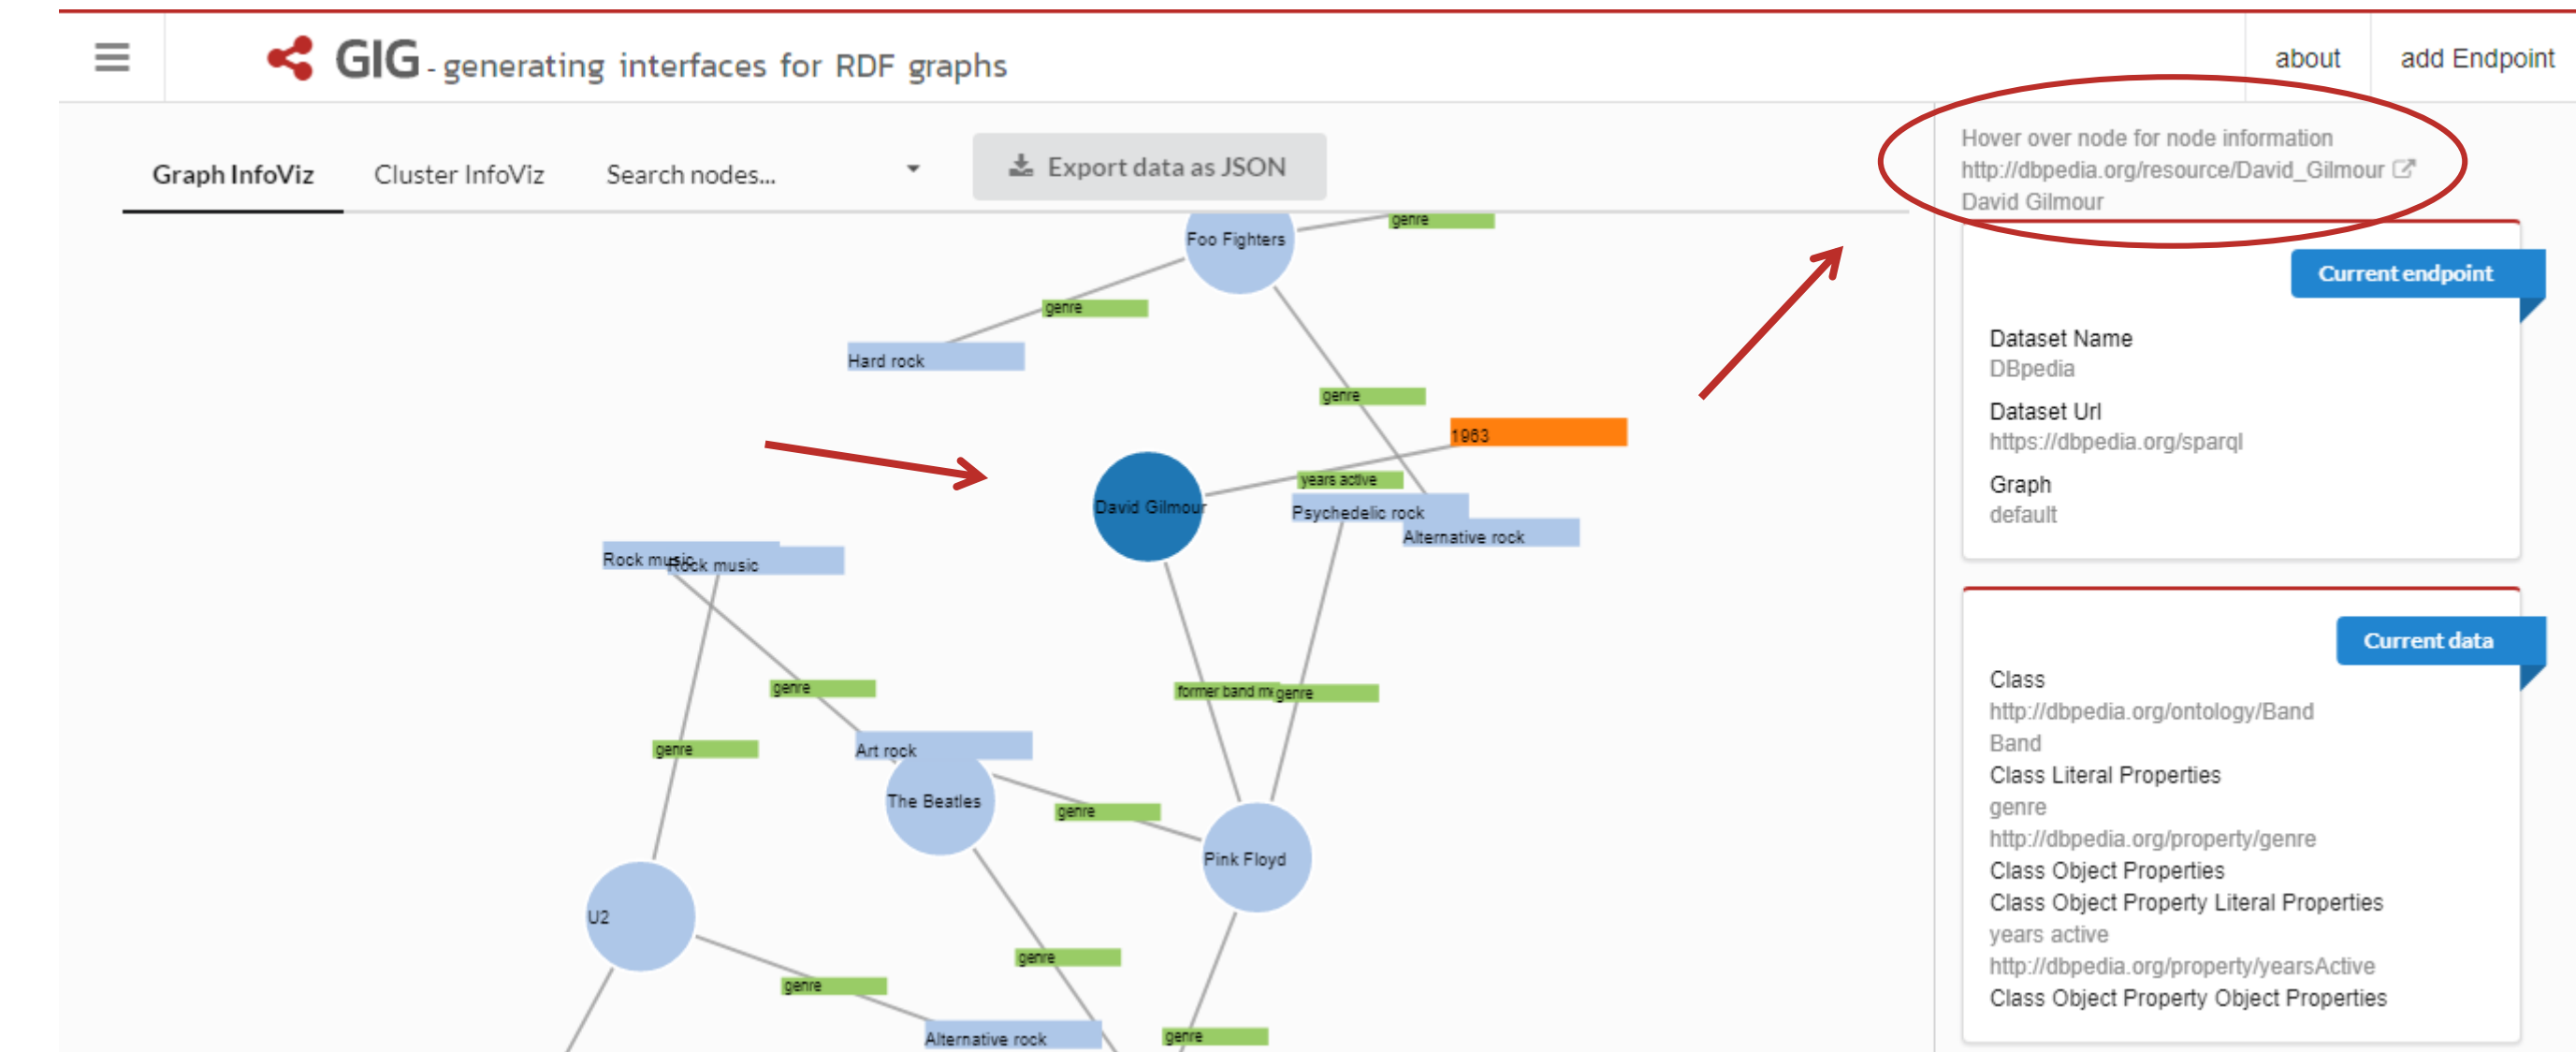 GIG - generating interfaces for RDF graphs
about
add Endpoint
Graph InfoViz
Cluster InfoViz
Search nodes...
Export data as JSON
Hover over node for node information
http://dbpedia.org/resource/David_Gilmour
David Gilmour
Foo Fighters
genre
genre
Hard rock
genre
1963
years active
David Gilmour
Psychedelic rock
Alternative rock
Rock music
Rock music
genre
former band m
genre
genre
Art rock
The Beatles
genre
Pink Floyd
U2
genre
genre
Alternative rock
genre
Current endpoint
Dataset Name
DBpedia
Dataset Url
https://dbpedia.org/sparql
Graph
default
Current data
Class
http://dbpedia.org/ontology/Band
Band
Class Literal Properties
genre
http://dbpedia.org/property/genre
Class Object Properties
Class Object Property Literal Properties
years active
http://dbpedia.org/property/yearsActive
Class Object Property Object Properties